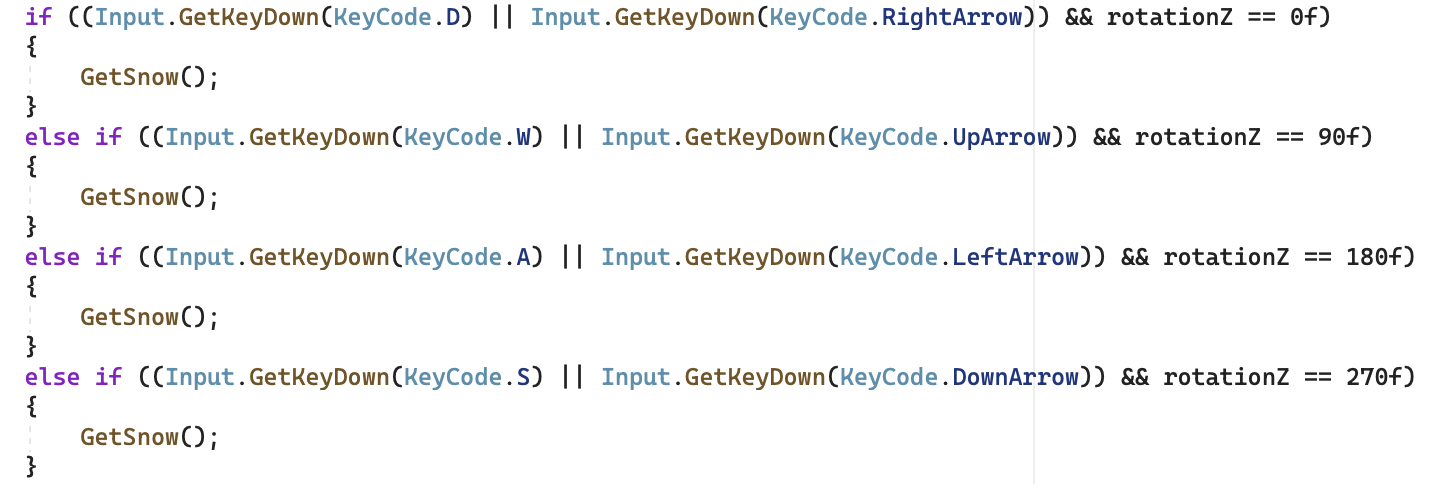 if ((Input.GetKeyDown(KeyCode.D) || Input.GetKeyDown(KeyCode.RightArrow)) && rotationZ == 0f)
{
    GetSnow();
}
else if ((Input.GetKeyDown(KeyCode.W) || Input.GetKeyDown(KeyCode.UpArrow)) && rotationZ == 90f)
{
    GetSnow();
}
else if ((Input.GetKeyDown(KeyCode.A) || Input.GetKeyDown(KeyCode.LeftArrow)) && rotationZ == 180f)
{
    GetSnow();
}
else if ((Input.GetKeyDown(KeyCode.S) || Input.GetKeyDown(KeyCode.DownArrow)) && rotationZ == 270f)
{
    GetSnow();
}